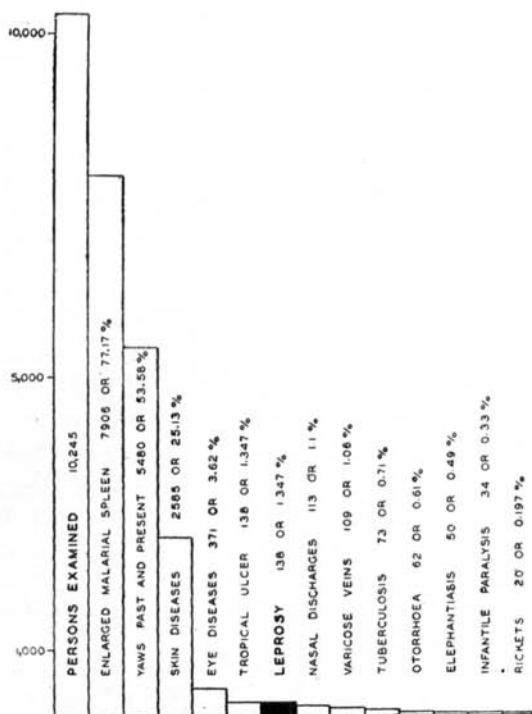 10,000
5,000
1,000
PERSONS EXAMINED 10,245
ENLARGED MALARIAL SPLEEN 7906 OR 77.17%
YAWS PAST AND PRESENT 5480 OR 53.58%
SKIN DISEASES 2585 OR 25.13%
EYE DISEASES 371 OR 3.62%
TROPICAL ULCER 138 OR 1.347%
LEPROSY 138 OR 1.347%
NASAL DISCHARGES 113 OR 1.1%
VARICOSE VEINS 109 OR 1.06%
TUBERCULOSIS 73 OR 0.71%
OTORRHOEA 62 OR 0.61%
ELEPHANTIASIS 50 OR 0.49%
INFANTILE PARALYSIS 34 OR 0.33%
RICKETS 20 OR 0.197%